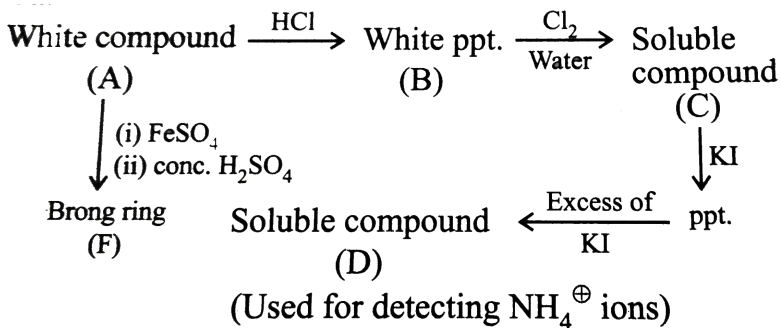 White compound
(A)
HCl
White ppt.
(B)
Cl₂
Water
Soluble
compound
(C)
(i) FeSO₄
(ii) conc. H₂SO₄
KI
Brong ring
(F)
Soluble compound
(D)
Excess of
KI
ppt.
(Used for detecting NH₄⊕ ions)